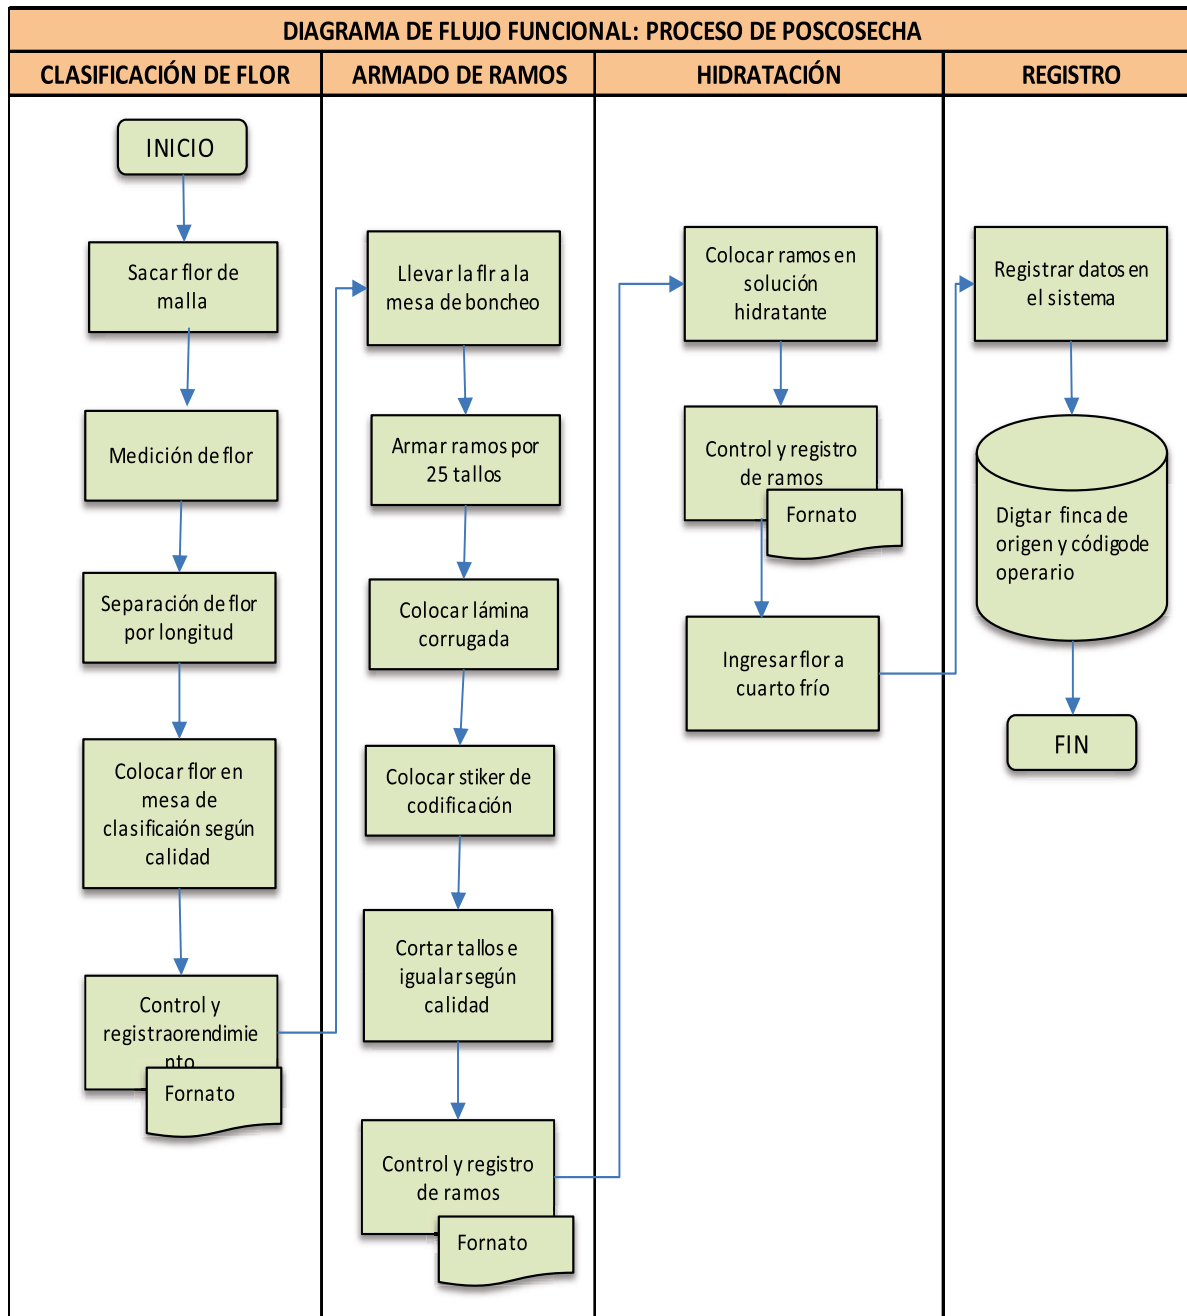 DIAGRAMA DE FLUJO FUNCIONAL: PROCESO DE POSCOSECHA
CLASIFICACIÓN DE FLOR
ARMADO DE RAMOS
HIDRATACIÓN
REGISTRO
INICIO
Sacar flor de
malla
Medición de flor
Separación de flor
por longitud
Colocar flor en
mesa de
clasificaión según
calidad
Control y
registraorendimie
nto
Fornato
Llevar la flr a la
mesa de boncheo
Armar ramos por
25 tallos
Colocar lámina
corrugada
Colocar stiker de
codificación
Cortar tallos e
igualar según
calidad
Control y registro
de ramos
Fornato
Colocar ramos en
solución
hidratante
Control y registro
de ramos
Fornato
Ingresar flor a
cuarto frío
Registrar datos en
el sistema
Digtar finca de
origen y código de
operario
FIN